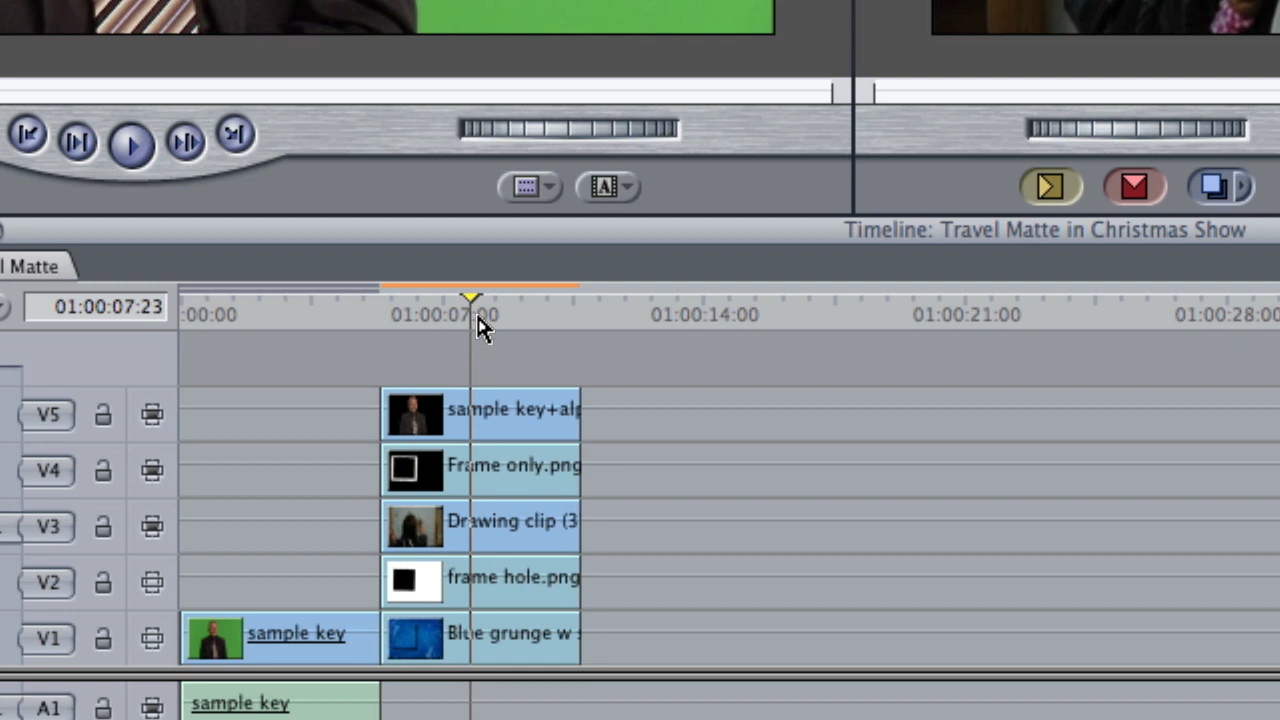 A
Timeline: Travel Matte in Christmas Show
l Matte
01:00:07:23
:00:00
01:00:07:00
01:00:14:00
01:00:21:00
01:00:28:00
V5
sample key+alp
V4
Frame only.png
V3
Drawing clip (3
V2
frame hole.png
V1
sample key
Blue grunge w s
A1
sample key